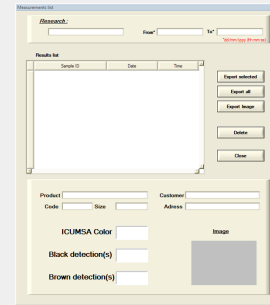 Measurements list
Research :
From* To*
*dd/mm/yyyy (hh:mm:ss)
Results list
Sample ID Date Time
Export selected
Export all
Export image
Delete
Close
Product Customer
Code Size Adress
ICUMSA Color Image
Black detection(s)
Brown detection(s)